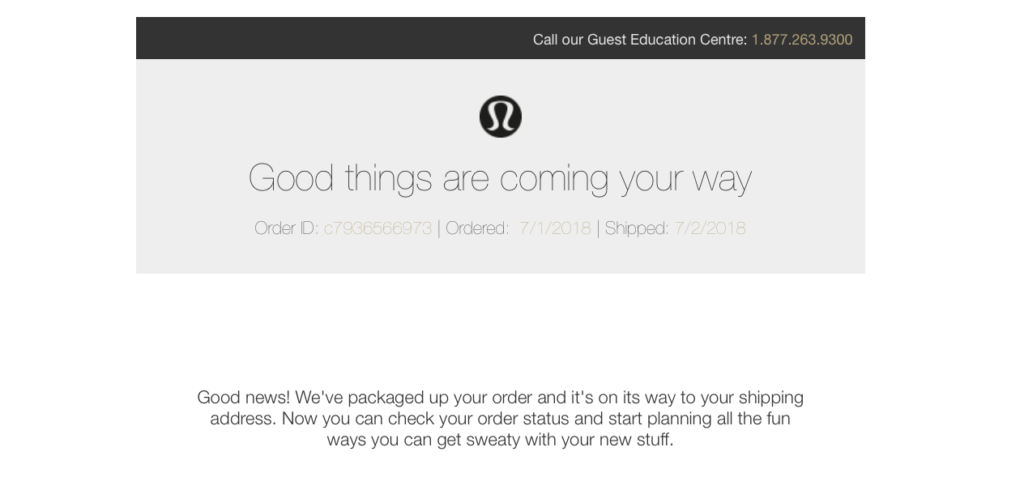 Call our Guest Education Centre: 1.877.263.9300
Good things are coming your way
Order ID: c7936566973 | Ordered: 7/1/2018 | Shipped: 7/2/2018
Good news! We've packaged up your order and it's on its way to your shipping
address. Now you can check your order status and start planning all the fun
ways you can get sweaty with your new stuff.